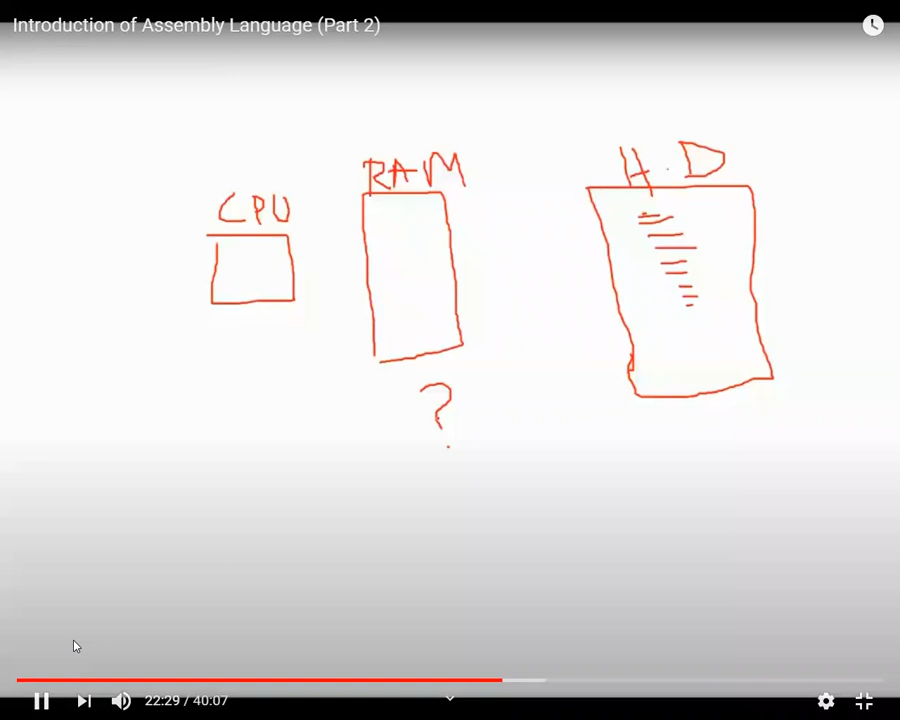 Introduction of Assembly Language (Part 2)
H.D
RAM
CPU
?
22:29 / 40:07